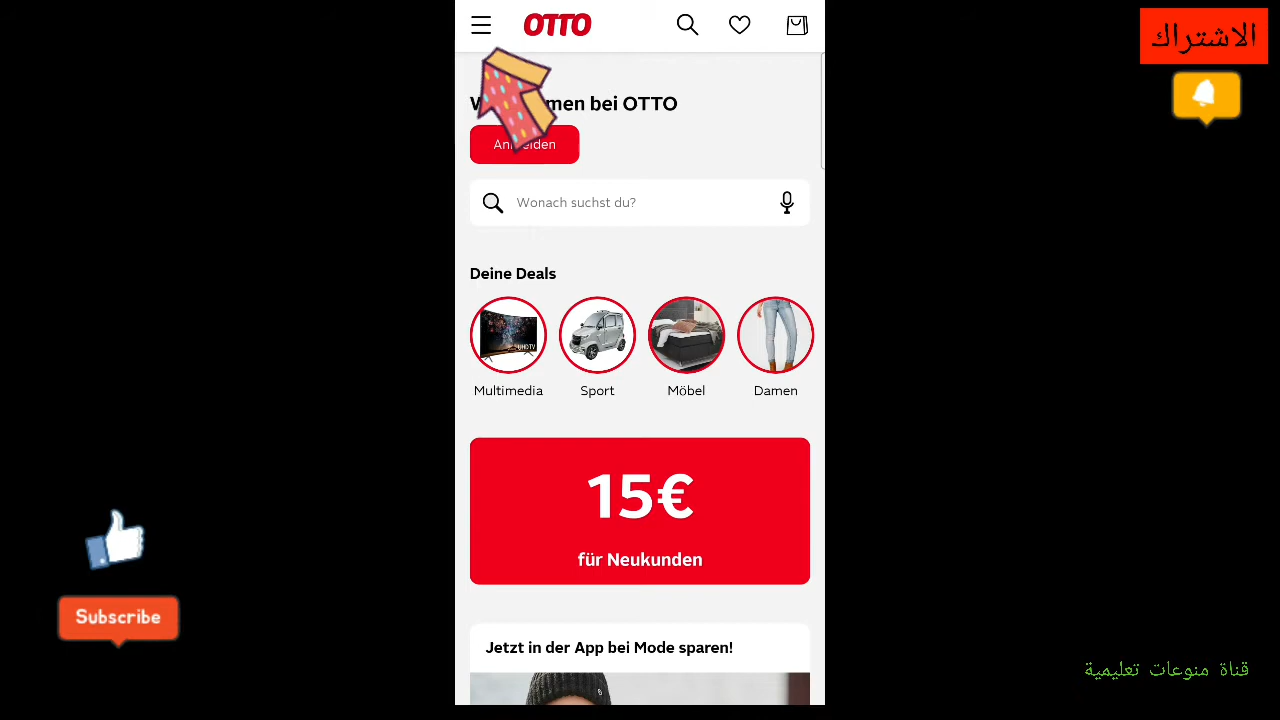 OTTO
الاشتراك
bei OTTO
Wonach suchst du?
Deine Deals
UHDTV
Multimedia
Sport
Möbel
Damen
15€
für Neukunden
Subscribe
Jetzt in der App bei Mode sparen!
قناة منوعات تعليمية